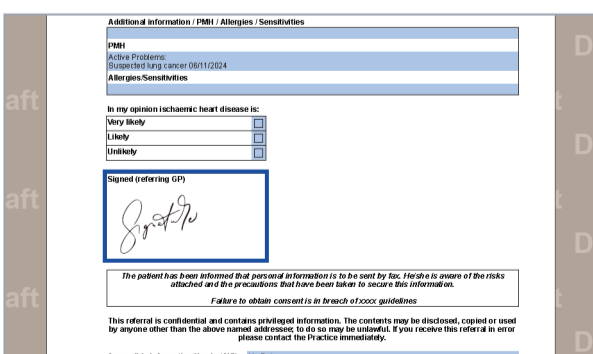 Additional information / PMH / Allergies / Sensitivities
PMH
Active Problems:
Suspected lung cancer 06/11/2024
Allergies/Sensitivities
In my opinion ischaemic heart disease is:
Very likely
Likely
Unlikely
Signed (referring GP)
Signature
The patient has been informed that personal information is to be sent by fax. He/she is aware of the risks
attached and the precautions that have been taken to secure this information.
Failure to obtain consent is in breach of xxxx guidelines
This referral is confidential and contains privileged information. The contents may be disclosed, copied or used
by anyone other than the above named addressee; to do so may be unlawful. If you receive this referral in error
please contact the Practice immediately.
aft
aft
aft
D
D
D
D